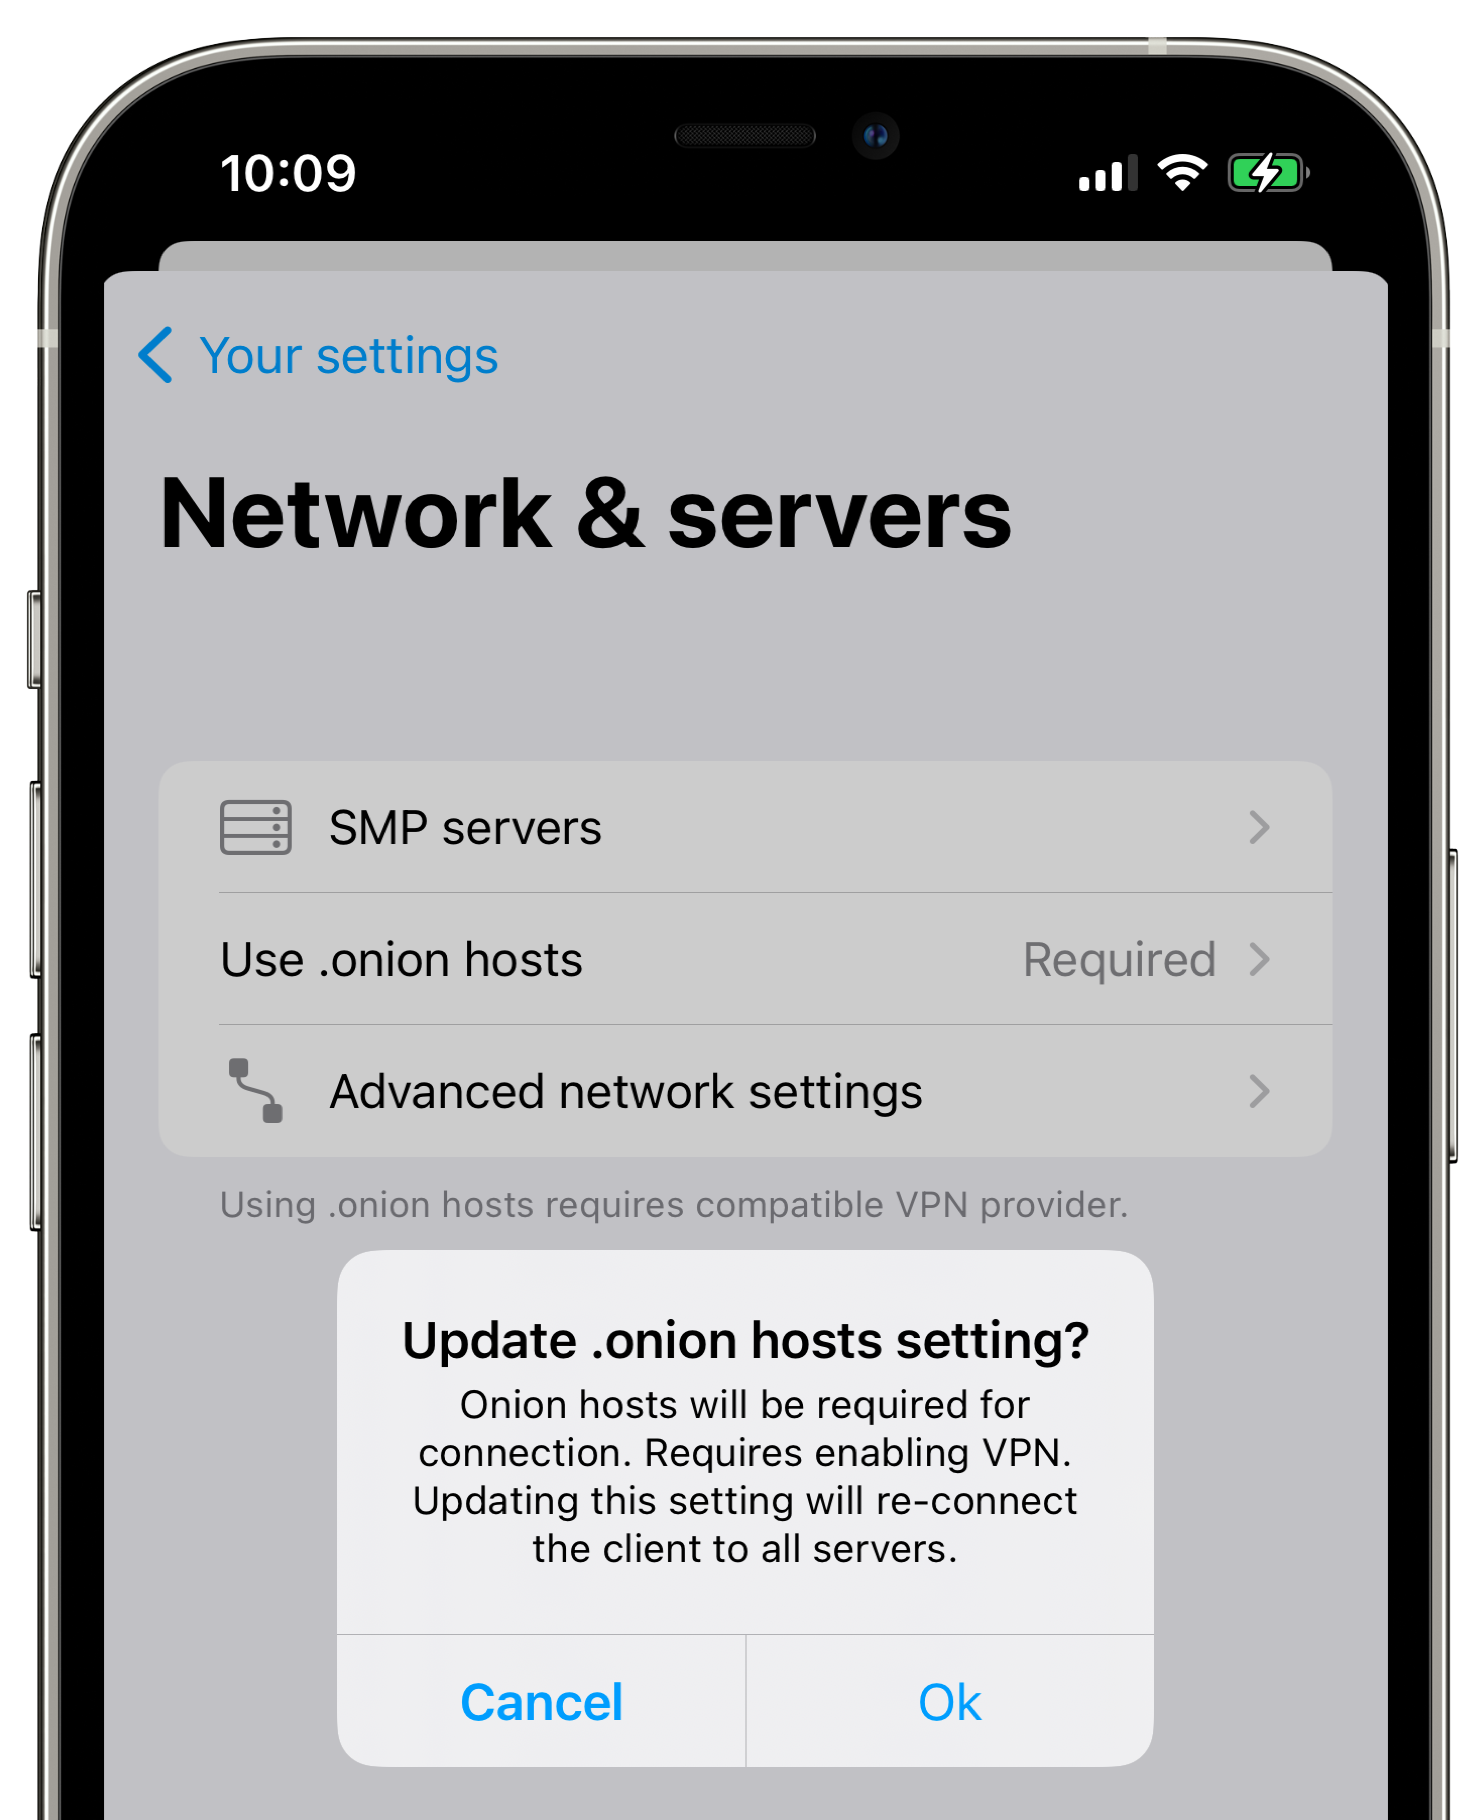 10:09
Your settings
Network & servers
SMP servers
Use .onion hosts Required
Advanced network settings
Using .onion hosts requires compatible VPN provider.
Update .onion hosts setting?
Onion hosts will be required for
connection. Requires enabling VPN.
Updating this setting will re-connect
the client to all servers.
Cancel Ok